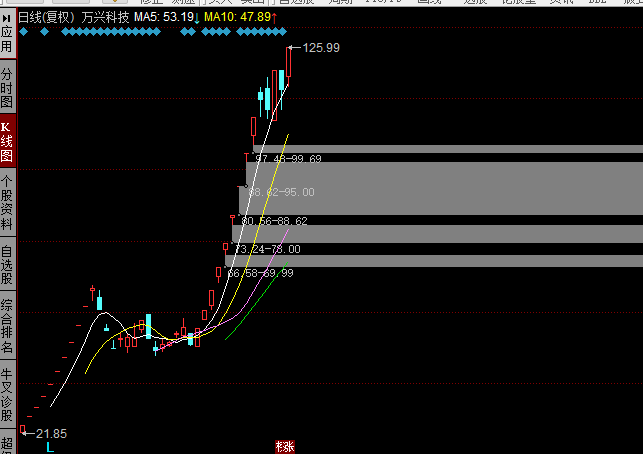 日线(复权) 万兴科技 MA5: 53.19↓ MA10: 47.89↑
应用
分时图
K线图
个股资料
自选股
综合排名
牛叉诊股
125.99
97.48-99.69
88.62-95.00
80.56-88.62
73.24-78.00
66.58-69.99
21.85
L